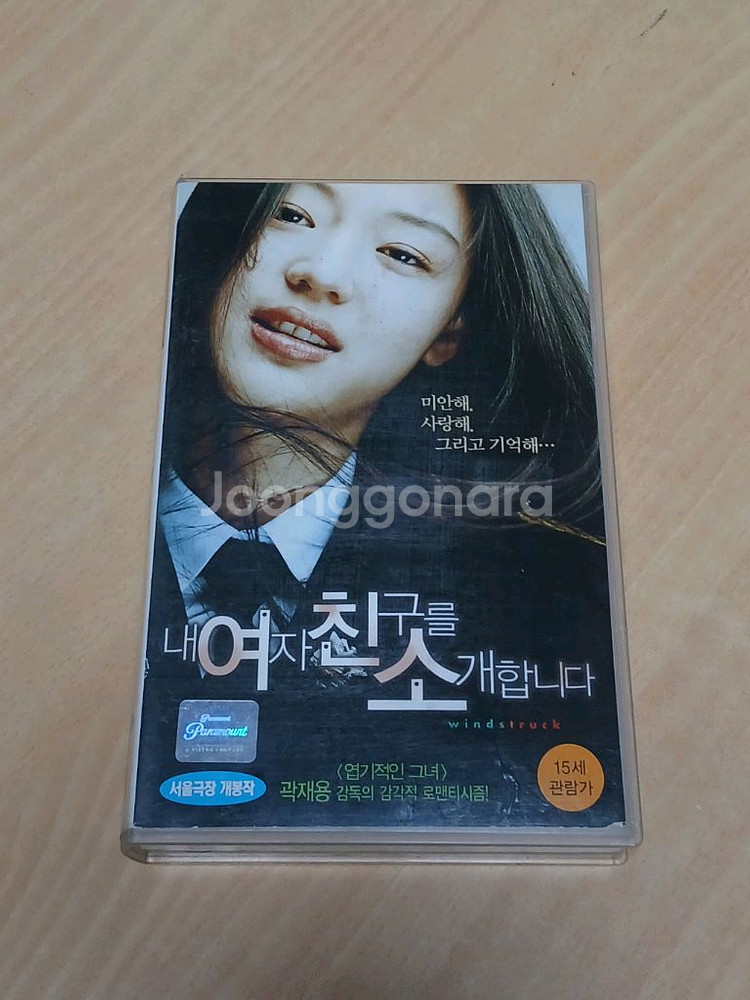 미안해.
사랑해.
그리고 기억해…
Joonggonara
내 여자친구를
소개합니다
windstruck
Paramount
Paramount
서울극장 개봉작
<엽기적인 그녀>
곽재용 감독의 감각적 로맨티시즘!
15세
관람가